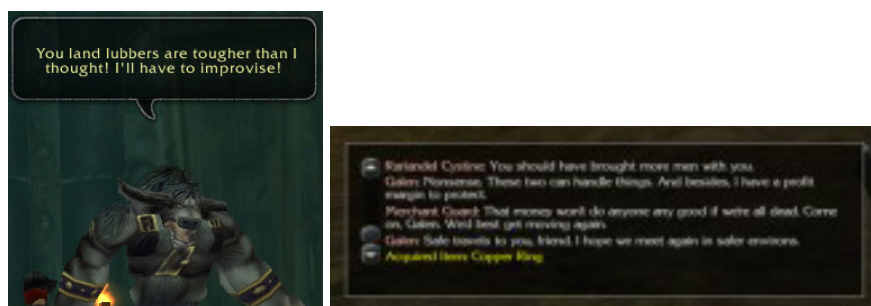 You land lubbers are tougher than I
thought! I'll have to improvise!
Rariandel Cystine: You should have brought more men with you.
Galen: Nonsense. These two can handle things. And besides, I have a profit
margin to protect.
Merchant Guard: That money won't do anyone any good if we're all dead. Come
on, Galen. We'd best get moving again.
Galen: Safe travels to you, friend. I hope we meet again in safer environs.
Acquired Item: Copper Ring